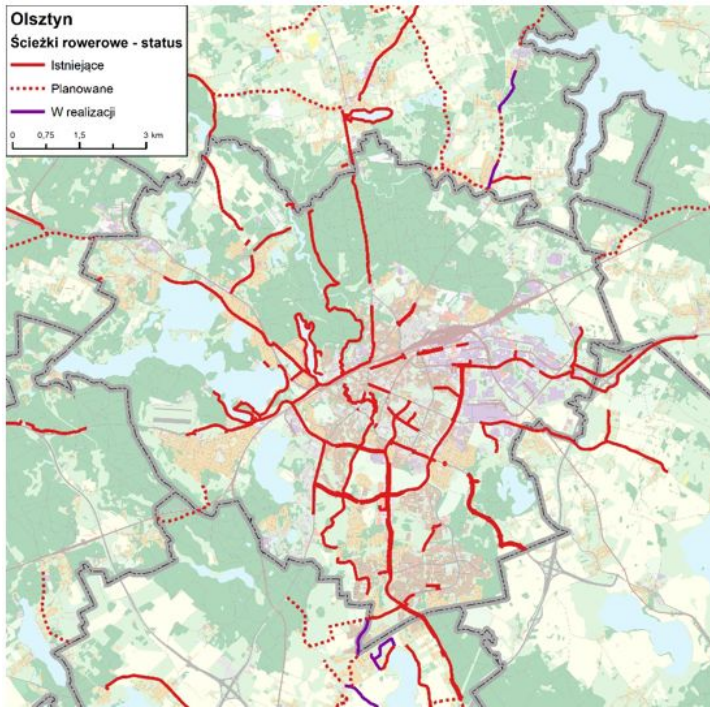 Olsztyn
Ścieżki rowerowe - status
Istniejące
Planowane
W realizacji
0 0,75 1,5 3 km